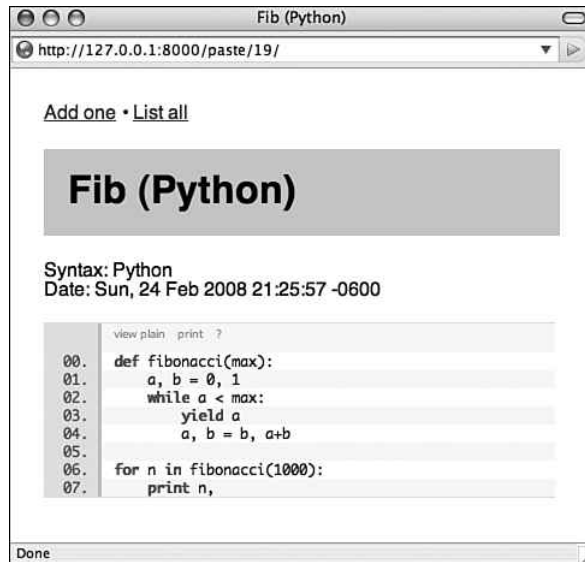 Fib (Python)
http://127.0.0.1:8000/paste/19/
Add one • List all
Fib (Python)
Syntax: Python
Date: Sun, 24 Feb 2008 21:25:57 -0600
view plain print ?
00. def fibonacci(max):
01.     a, b = 0, 1
02.     while a < max:
03.         yield a
04.         a, b = b, a+b
05.
06. for n in fibonacci(1000):
07.     print n,
Done